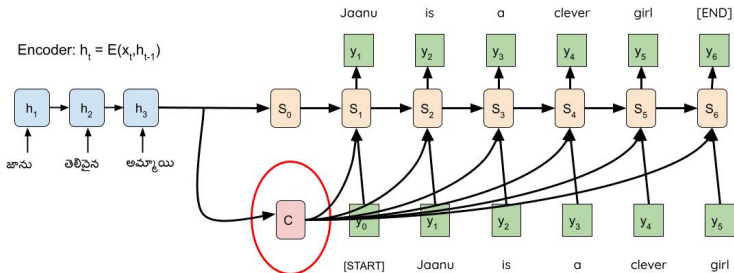 Jaanu is a clever girl [END]
Encoder: hₜ = E(xₜ,hₜ₋₁)
y₁ y₂ y₃ y₄ y₅ y₆
h₁ h₂ h₃ S₀ S₁ S₂ S₃ S₄ S₅ S₆
జాను తెలివైన అమ్మాయి
C y₀ y₁ y₂ y₃ y₄ y₅
[START] Jaanu is a clever girl